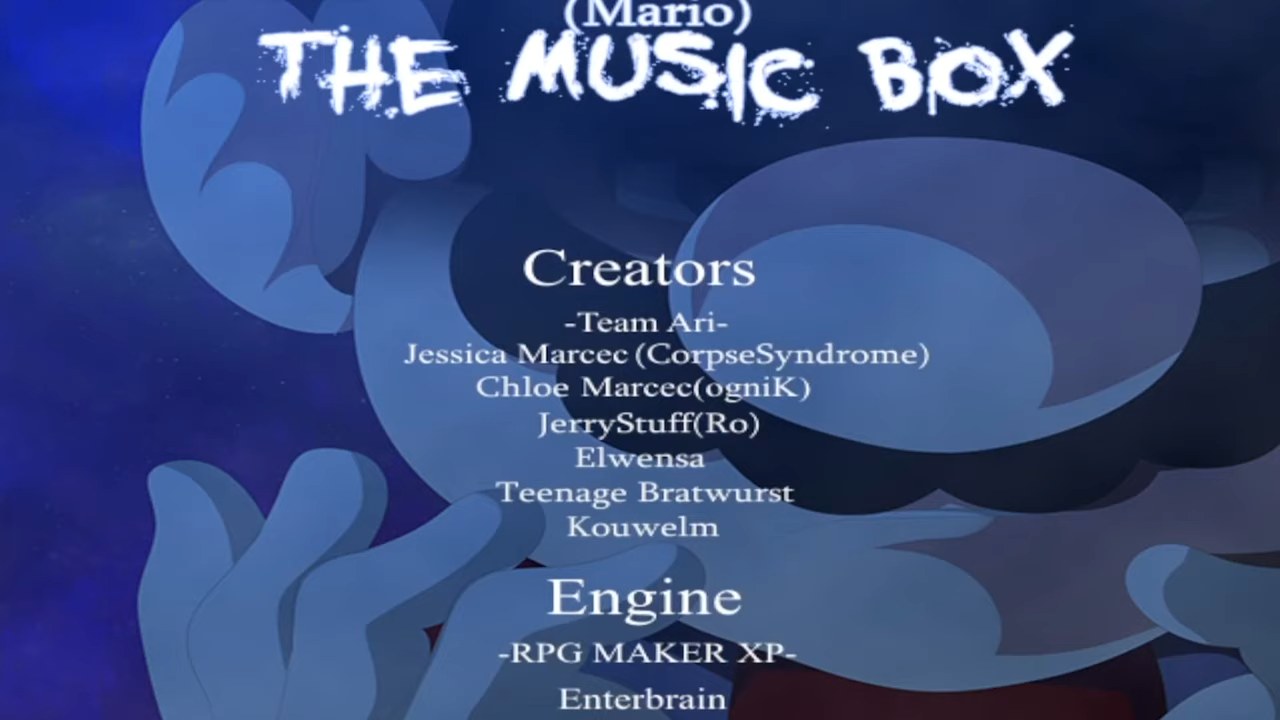 (Mario)
THE MUSIC BOX
Creators
-Team Ari-
Jessica Marcec (CorpseSyndrome)
Chloe Marcec(ogniK)
JerryStuff(Ro)
Elwensa
Teenage Bratwurst
Kouwelm
Engine
-RPG MAKER XP-
Enterbrain